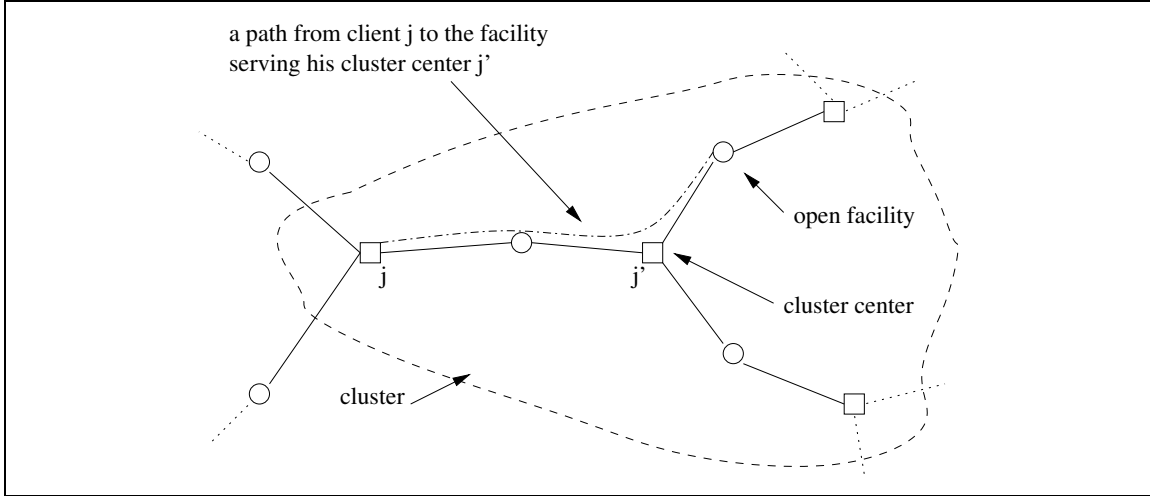 a path from client j to the facility
serving his cluster center j’
open facility
j
j’
cluster center
cluster